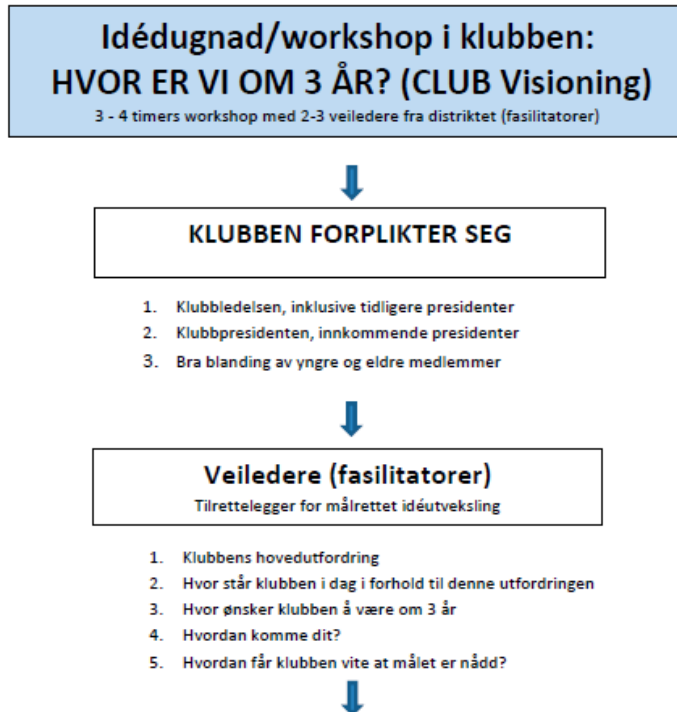 Idédugnad/workshop i klubben:
HVOR ER VI OM 3 ÅR? (CLUB Visioning)
3 - 4 timers workshop med 2-3 veiledere fra distriktet (fasilitatorer)
KLUBBEN FORPLIKTER SEG
1. Klubbledelsen, inklusive tidligere presidenter
2. Klubbpresidenten, innkommende presidenter
3. Bra blanding av yngre og eldre medlemmer
Veiledere (fasilitatorer)
Tilrettelegger for målrettet idéutveksling
1. Klubbens hovedutfordring
2. Hvor står klubben i dag i forhold til denne utfordringen
3. Hvor ønsker klubben å være om 3 år
4. Hvordan komme dit?
5. Hvordan får klubben vite at målet er nådd?